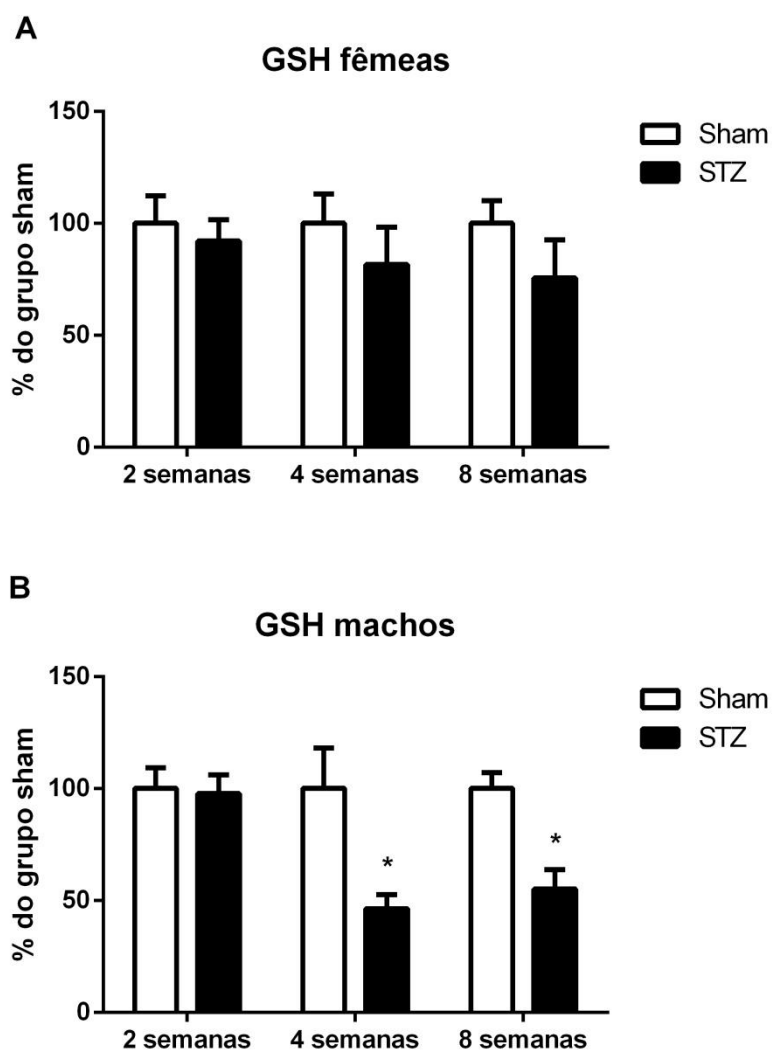 A
GSH fêmeas
150
100
50
0
% do grupo sham
Sham
STZ
2 semanas
4 semanas
8 semanas
B
GSH machos
150
100
50
0
% do grupo sham
Sham
STZ
*
*
2 semanas
4 semanas
8 semanas